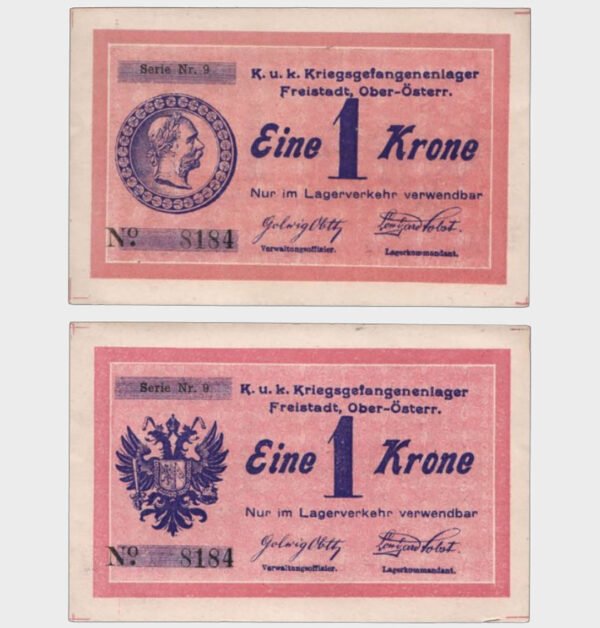 Serie Nr. 9
K. u. k. Kriegsgefangenenlager
Freistadt, Ober-Österr.
Eine 1 Krone
Nur im Lagerverkehr verwendbar
Verwaltungsoffizier.
Lagerkommandant.
No. 8184
Serie Nr. 9
K. u. k. Kriegsgefangenenlager
Freistadt, Ober-Österr.
Eine 1 Krone
Nur im Lagerverkehr verwendbar
Verwaltungsoffizier.
Lagerkommandant.
No. 8184